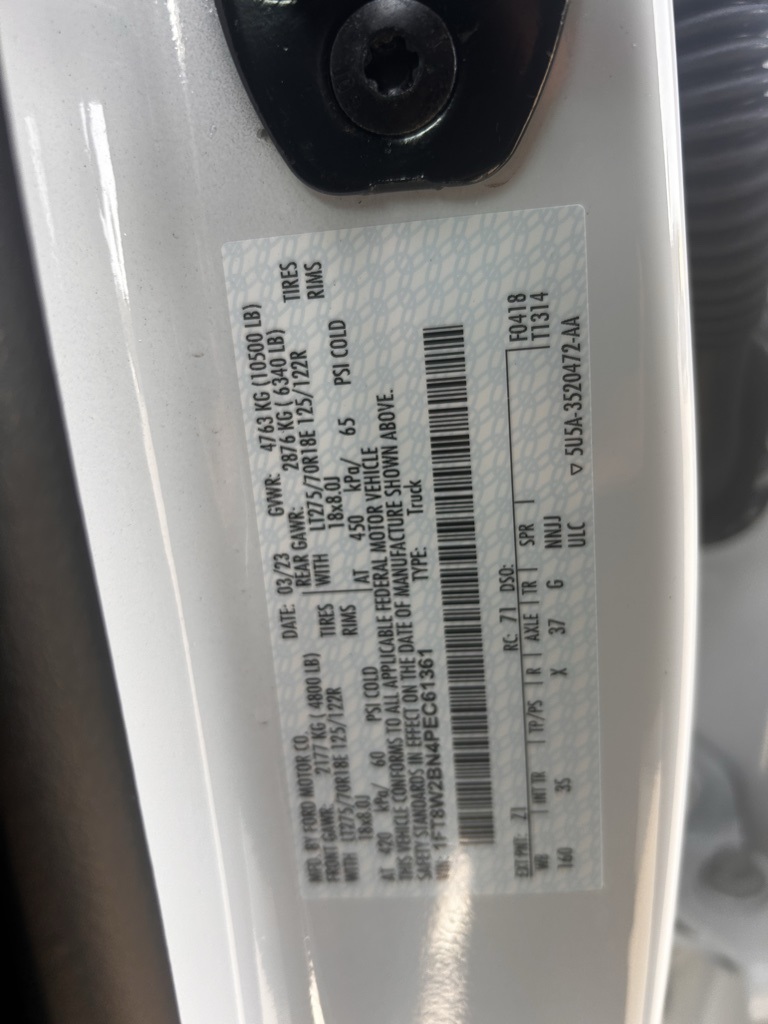 MFD. BY FORD MOTOR CO.
DATE: 03/23 GVWR: 4763 KG (10500 LB)
FRONT GAWR: 2177 KG ( 4800 LB) REAR GAWR: 2876 KG ( 6340 LB)
WITH LT275/70R18E 125/122R TIRES WITH LT275/70R18E 125/122R TIRES
18x8.0J RIMS 18x8.0J RIMS
AT 420 kPa/ 60 PSI COLD AT 450 kPa/ 65 PSI COLD
THIS VEHICLE CONFORMS TO ALL APPLICABLE FEDERAL MOTOR VEHICLE
SAFETY STANDARDS IN EFFECT ON THE DATE OF MANUFACTURE SHOWN ABOVE.
VIN: 1FT8W2BN4PEC61361 TYPE: Truck
EXT PNT: Z1 RC: 71 DSO: F0418
WB INT TR TP/PS R AXLE TR SPR T1314
160 3S X 37 G NNJJ
ULC ▽ 5U5A-3520472-AA